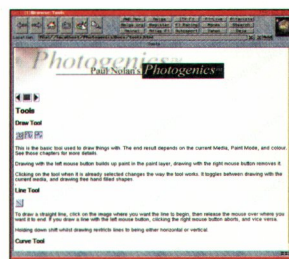 Tools
Photogenics
Paul Nolan's Photogenics
Tools
Draw Tool
This is the basic tool used to draw things with. The end result depends on the current Media, Paint Mode, and colour.
See those chapters for more details.
Drawing with the left mouse button builds up paint in the paint layer, drawing with the right mouse button removes it.
Clicking on the tool when it is already selected changes the way the tool works. It toggles between drawing with the
current media, and drawing free hand filled shapes.
Line Tool
To draw a straight line, click on the image where you want the line to begin, then release the mouse over where you
want it to end. If you draw a line with the left mouse button, clicking the right mouse button aborts, and vice versa.
Holding down shift whilst drawing restricts lines to being either horizontal or vertical.
Curve Tool